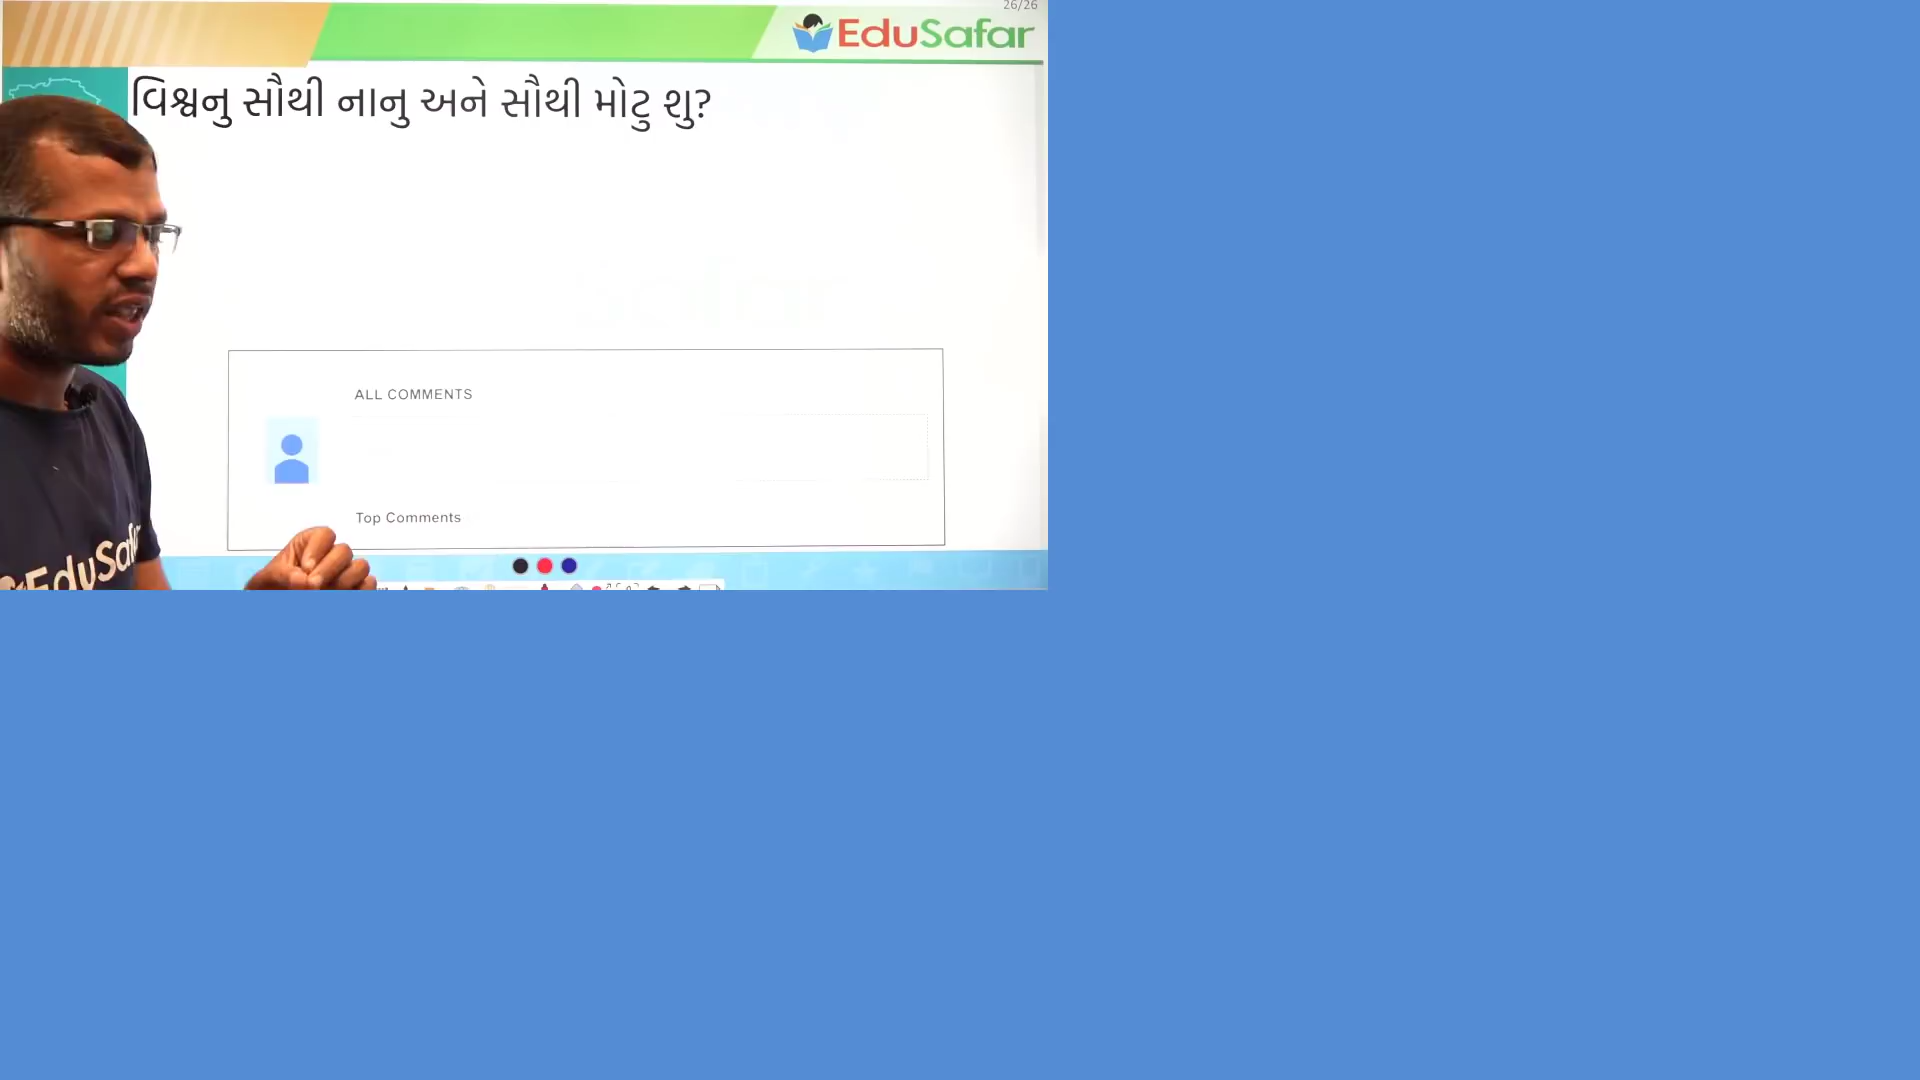 26/26
EduSafar
વિશ્વનુ સૌથી નાનુ અને સૌથી મોટુ શુ?
ALL COMMENTS
Top Comments
EduSafar